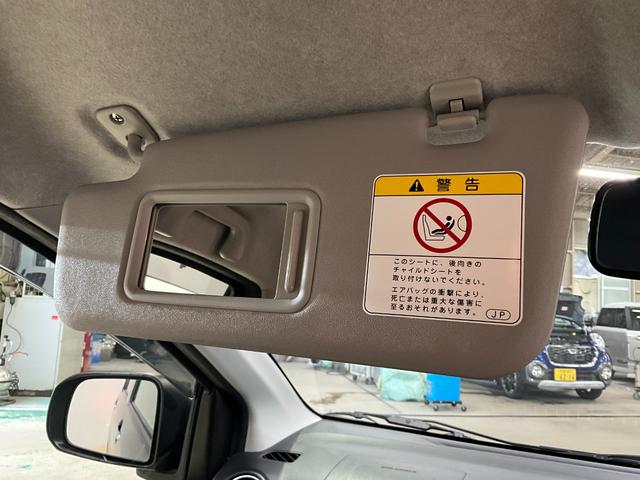 警告
このシートに、後向きの
チャイルドシートを
取り付けないでください。
エアバッグの衝撃により、
死亡または重大な傷害に
至るおそれがあります。
JP